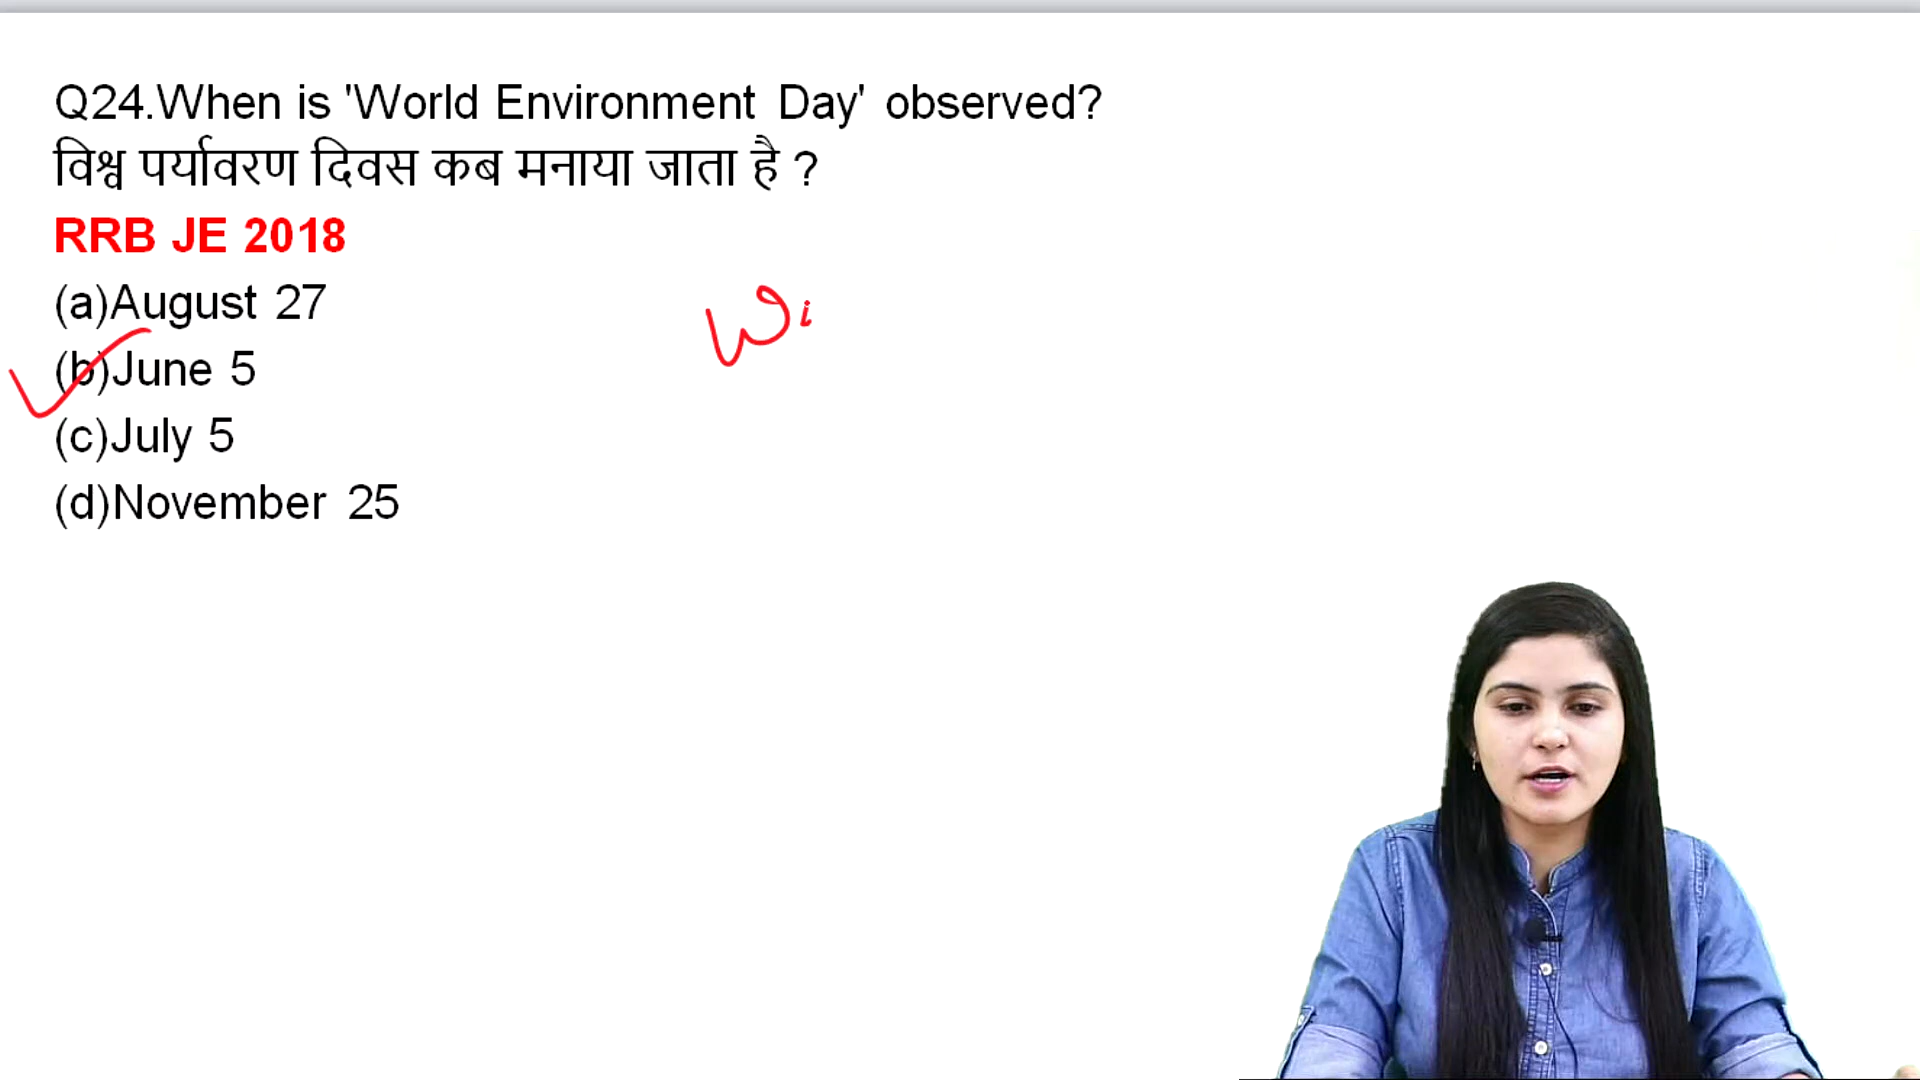 Q24.When is 'World Environment Day' observed?
विश्व पर्यावरण दिवस कब मनाया जाता है ?
RRB JE 2018
(a)August 27
Wi
(b)June 5
(c)July 5
(d)November 25